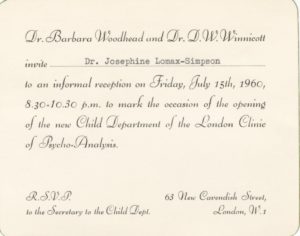 Dr. Barbara Woodhead and Dr. D. W. Winnicott
invite Dr. Josephine Lomax-Simpson
to an informal reception on Friday, July 15th, 1960,
8.30-10.30 p.m. to mark the occasion of the opening
of the new Child Department of the London Clinic
of Psycho-Analysis.
R.S.V.P.
to the Secretary to the Child Dept.
63 New Cavendish Street,
London, W.1